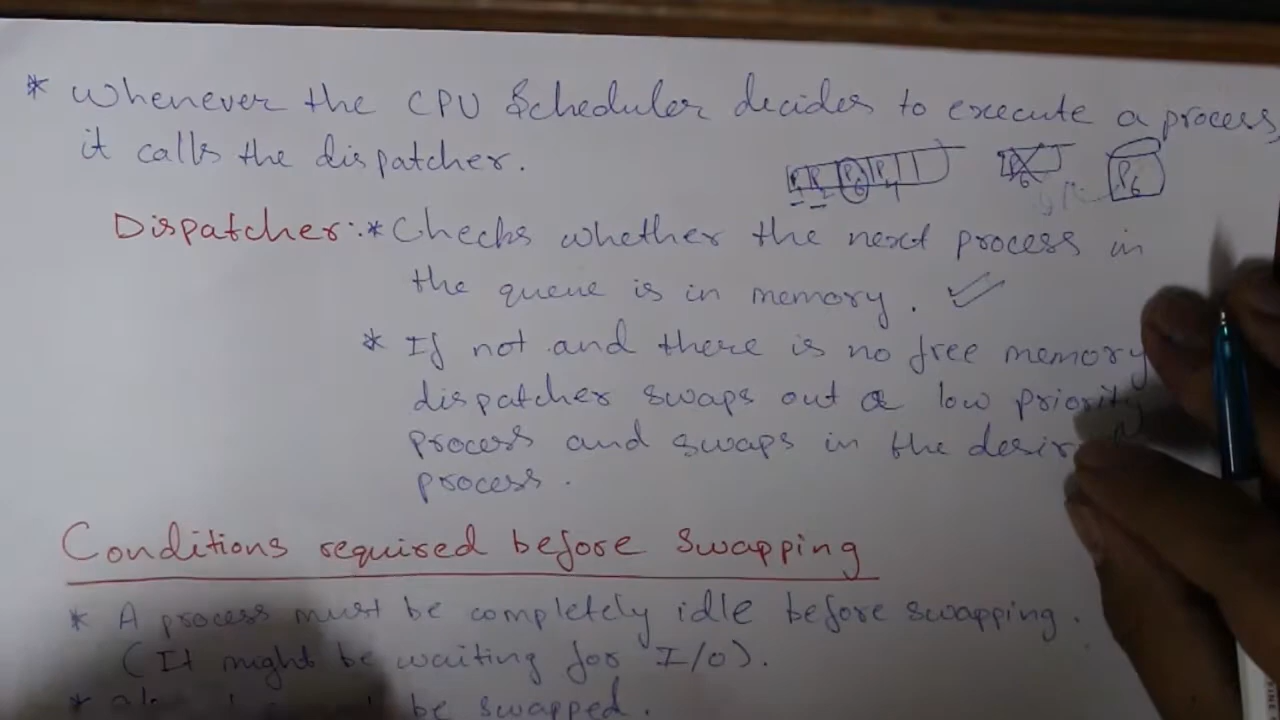 * Whenever the CPU Scheduler decides to execute a process
it calls the dispatcher.
P6
Dispatcher:* Checks whether the next process in
the queue is in memory.
* If not and there is no free memory
dispatcher swaps out a low priority
process and swaps in the
process.
Conditions required before swapping
* A process must be completely idle before swapping.
(It might be waiting for I/O).
* be swapped.